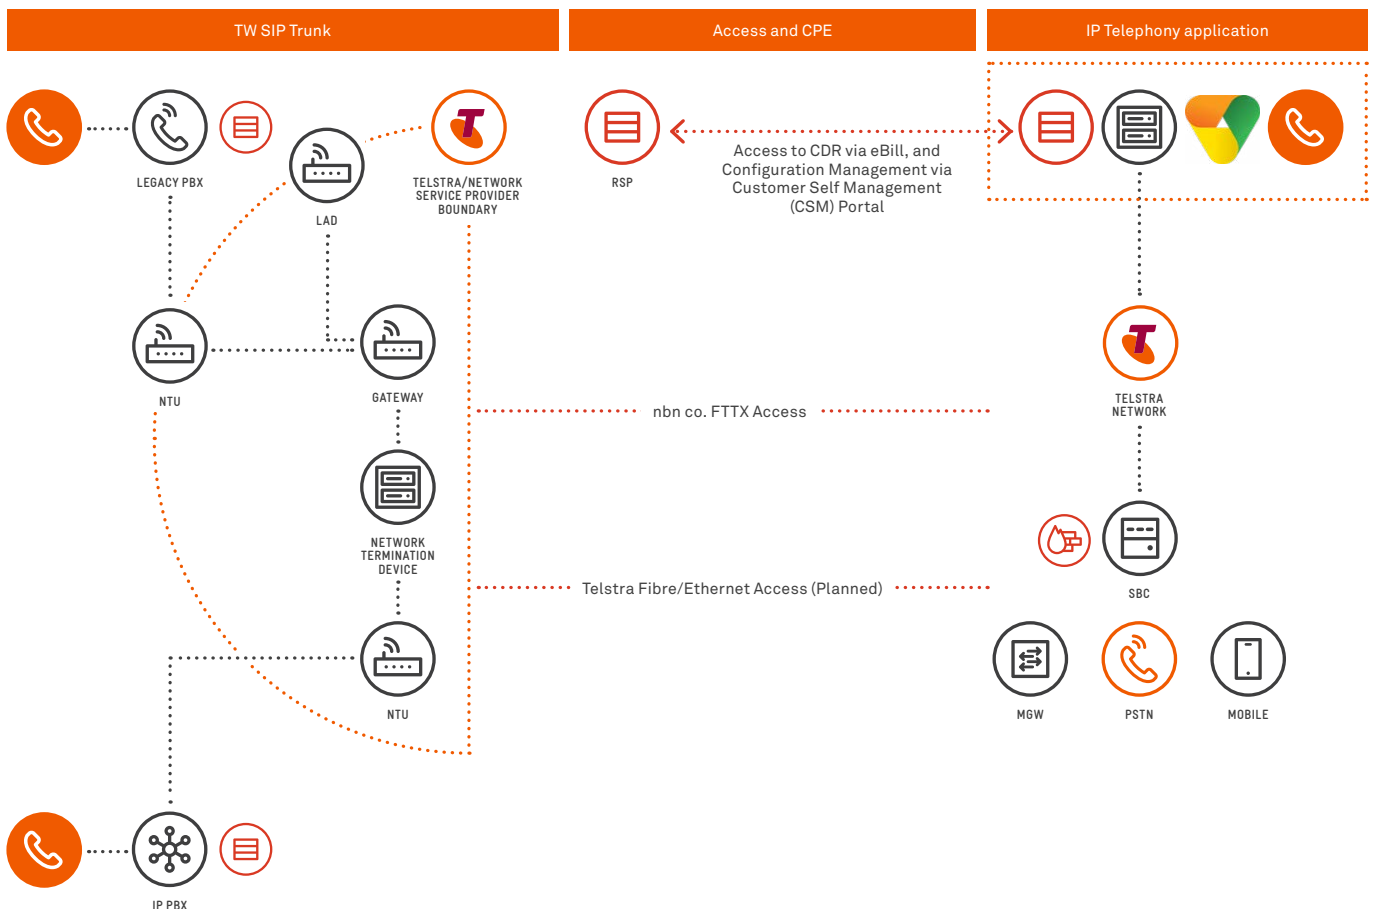 TW SIP Trunk
Access and CPE
IP Telephony application
LEGACY PBX
LAD
T
TELSTRA/NETWORK
SERVICE PROVIDER
BOUNDARY
RSP
Access to CDR via eBill, and
Configuration Management via
Customer Self Management
(CSM) Portal
NTU
GATEWAY
T
TELSTRA
NETWORK
nbn co. FTTX Access
NETWORK
TERMINATION
DEVICE
Telstra Fibre/Ethernet Access (Planned)
SBC
NTU
MGW
PSTN
MOBILE
IP PBX